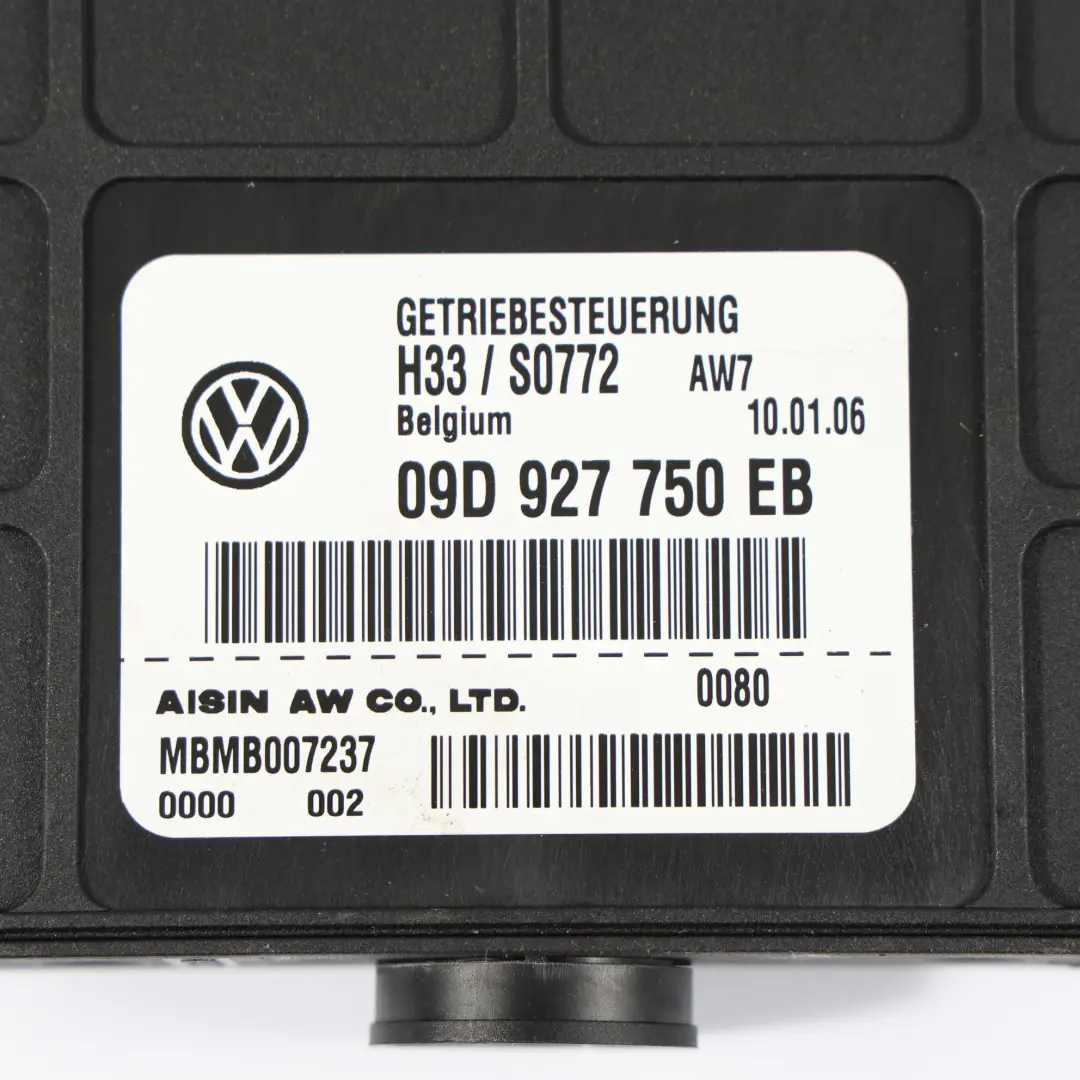 GETRIEBESTEUERUNG
H33 / S0772 AW7
Belgium 10.01.06
09D 927 750 EB
AISIN AW CO., LTD. 0080
MBMB007237
0000 002